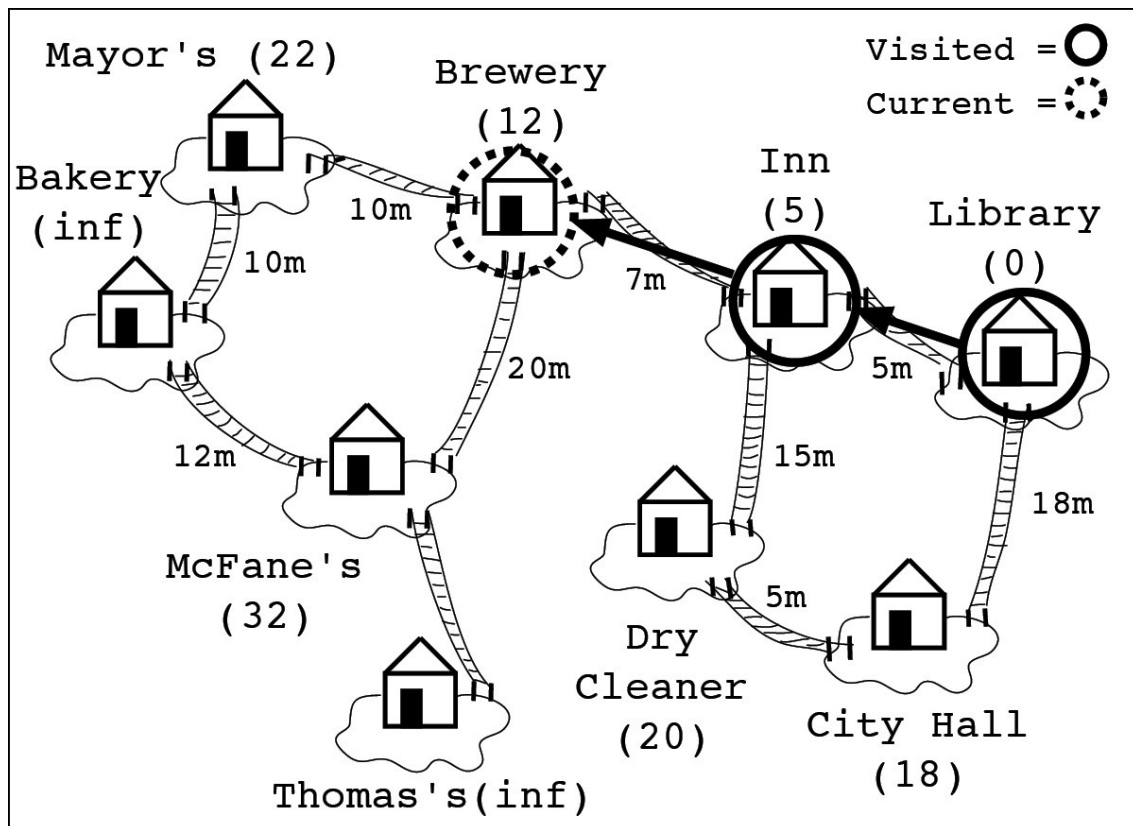 Mayor's (22)
Brewery
(12)
Visited =
Current =
Bakery
(inf)
Inn
(5)
Library
(0)
10m
10m
7m
5m
20m
12m
15m
18m
McFane's
(32)
5m
Dry
Cleaner
(20)
City Hall
(18)
Thomas's(inf)